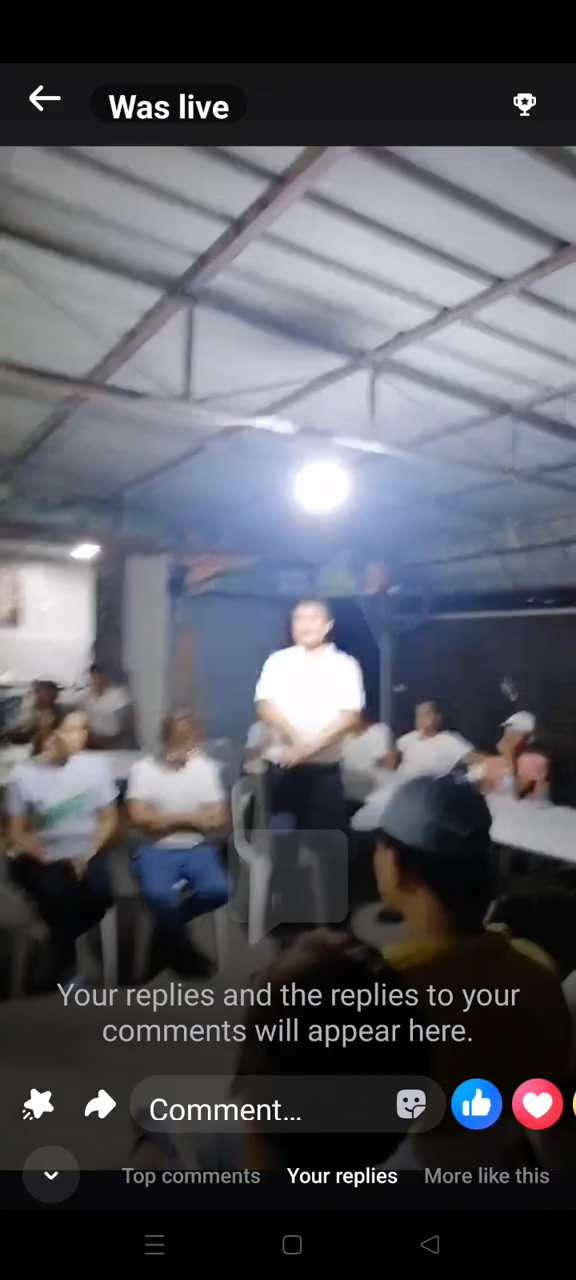 Was live
Your replies and the replies to your
comments will appear here.
Comment...
Top comments
Your replies
More like this